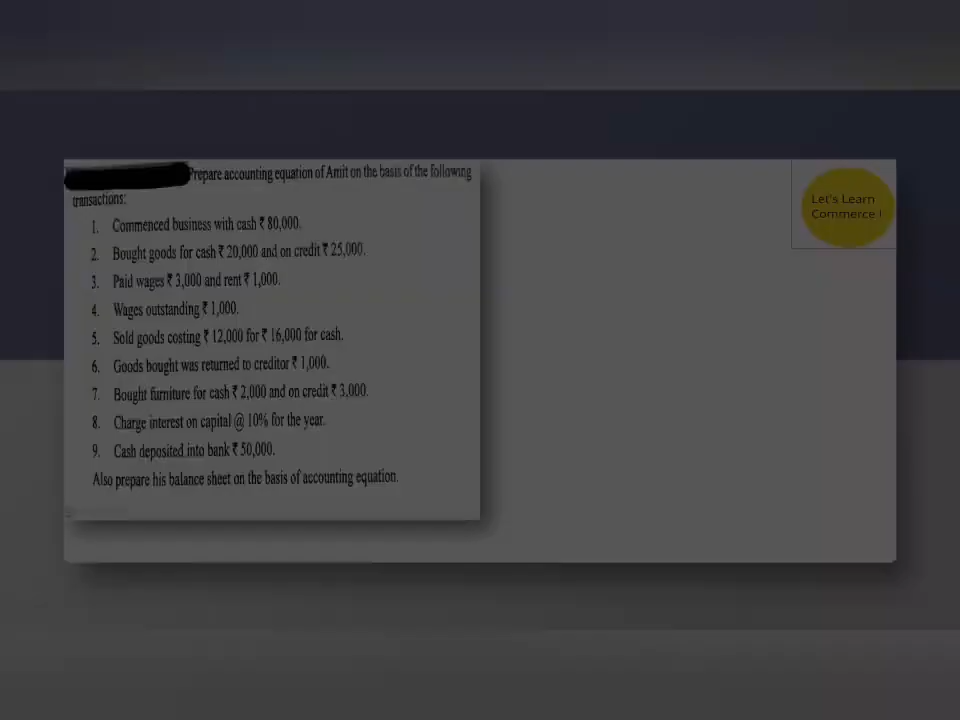 Prepare accounting equation of Amit on the basis of the following
transactions:
1. Commenced business with cash ₹ 80,000.
2. Bought goods for cash ₹ 20,000 and on credit ₹ 25,000.
3. Paid wages ₹ 3,000 and rent ₹ 1,000.
4. Wages outstanding ₹ 1,000.
5. Sold goods costing ₹ 12,000 for ₹ 16,000 for cash.
6. Goods bought was returned to creditor ₹ 1,000.
7. Bought furniture for cash ₹ 2,000 and on credit ₹ 3,000.
8. Charge interest on capital @ 10% for the year.
9. Cash deposited into bank ₹ 50,000.
Also prepare his balance sheet on the basis of accounting equation.
Let's Learn
Commerce !